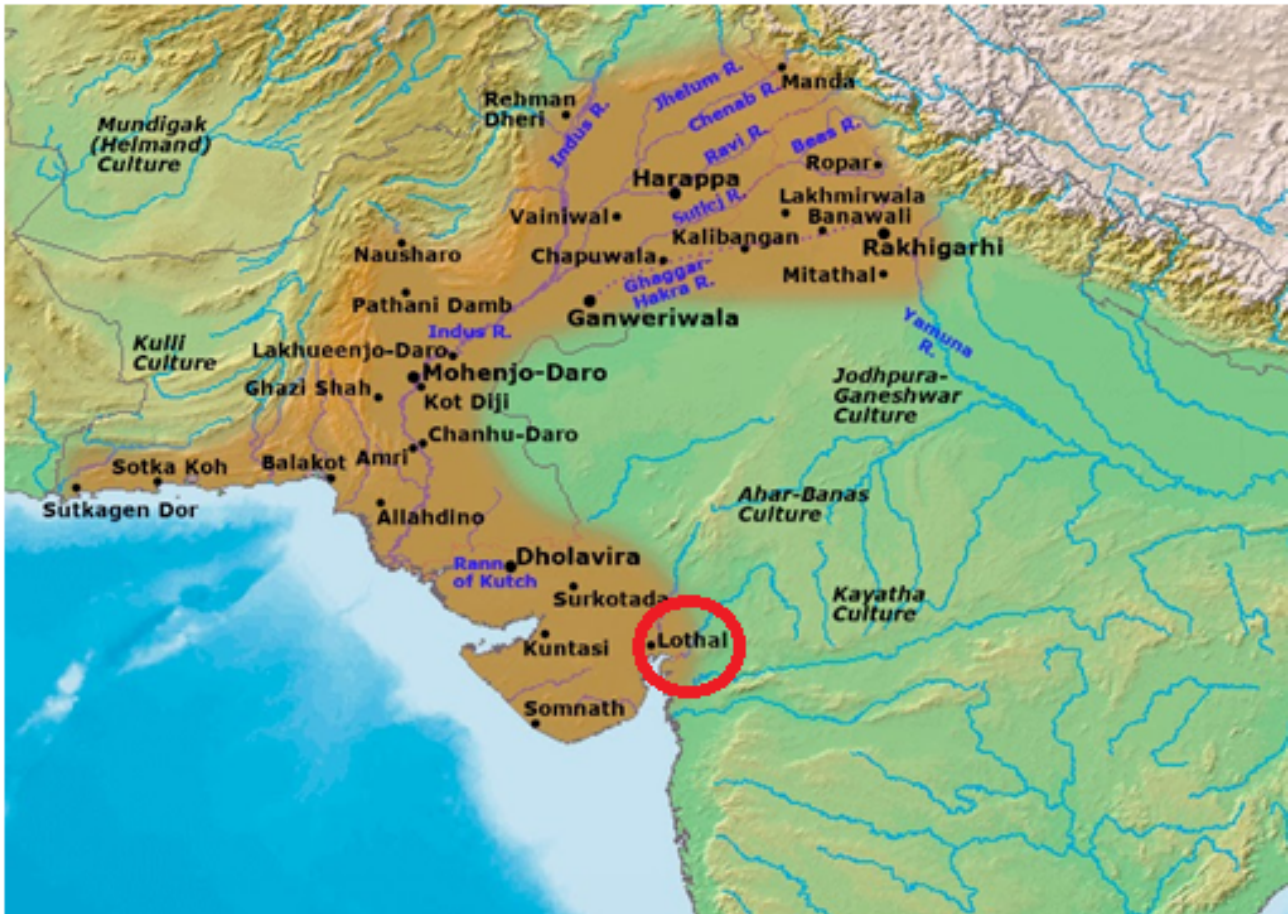 Jhelum R.
Manda
Rehman
Dheri
Indus R.
Chenab R.
Mundigak
(Helmand)
Culture
Ravi R.
Beas R.
Ropar
Harappa
Lakhmirwala
Vainiwal
Sutlej R.
Banawali
Kalibangan
Rakhigarhi
Nausharo
Chapuwala
Mitathal
Ghaggar-
Hakra R.
Pathani Damb
Ganweriwala
Indus R.
Yamuna
R.
Kulli
Culture
Lakhueenjo-Daro
Mohenjo-Daro
Ghazi Shah
Kot Diji
Jodhpura-
Ganeshwar
Culture
Chanhu-Daro
Amri
Sotka Koh
Balakot
Sutkagen Dor
Allahdino
Ahar-Banas
Culture
Dholavira
Rann
of Kutch
Surkotada
Kayatha
Culture
Kuntasi
Lothal
Somnath